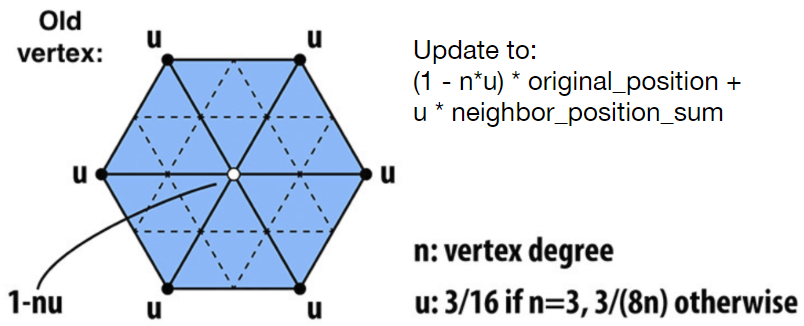 Old
vertex:
u
u
Update to:
(1 - n*u) * original_position +
u * neighbor_position_sum
u
u
n: vertex degree
1-nu
u
u
u: 3/16 if n=3, 3/(8n) otherwise